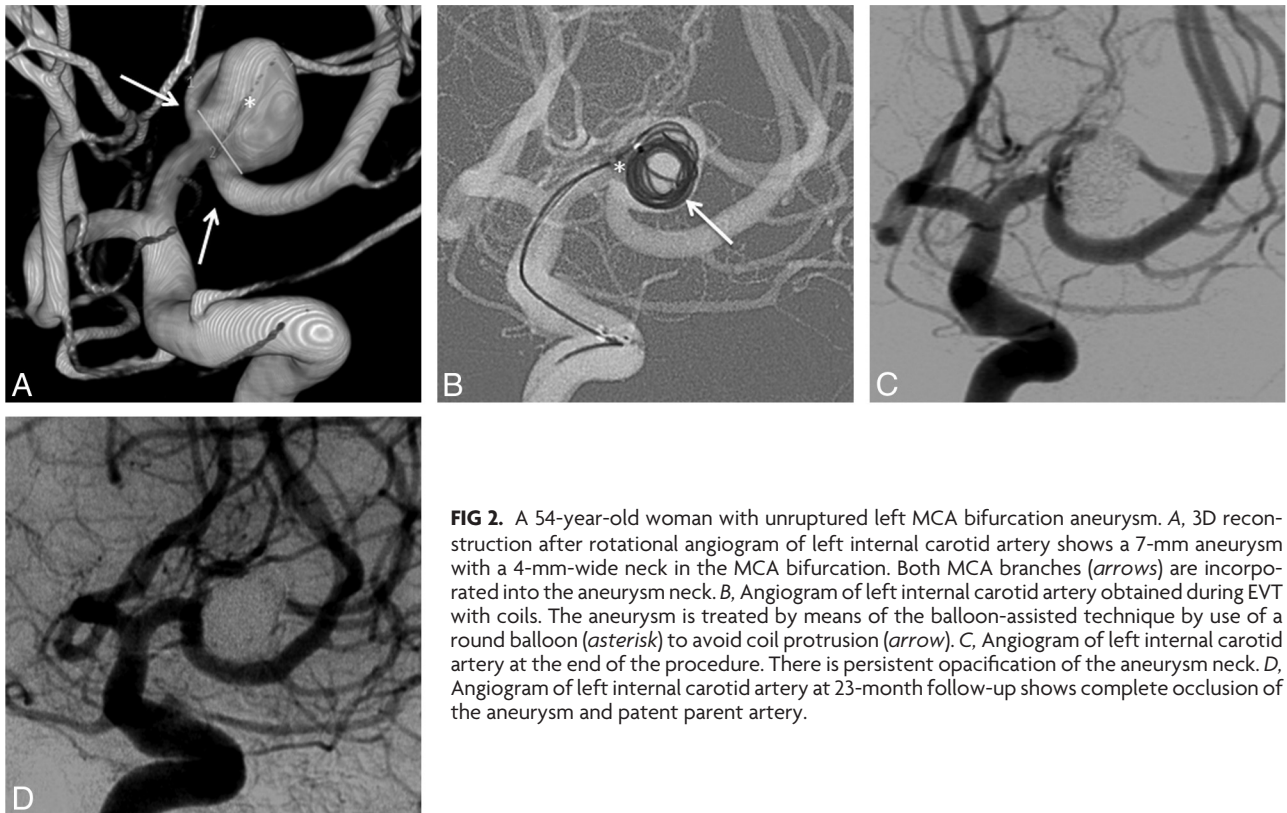 1
*
2
A
*
B
C
D
FIG 2. A 54-year-old woman with unruptured left MCA bifurcation aneurysm. A, 3D recon-
struction after rotational angiogram of left internal carotid artery shows a 7-mm aneurysm
with a 4-mm-wide neck in the MCA bifurcation. Both MCA branches (arrows) are incorpo-
rated into the aneurysm neck. B, Angiogram of left internal carotid artery obtained during EVT
with coils. The aneurysm is treated by means of the balloon-assisted technique by use of a
round balloon (asterisk) to avoid coil protrusion (arrow). C, Angiogram of left internal carotid
artery at the end of the procedure. There is persistent opacification of the aneurysm neck. D,
Angiogram of left internal carotid artery at 23-month follow-up shows complete occlusion of
the aneurysm and patent parent artery.